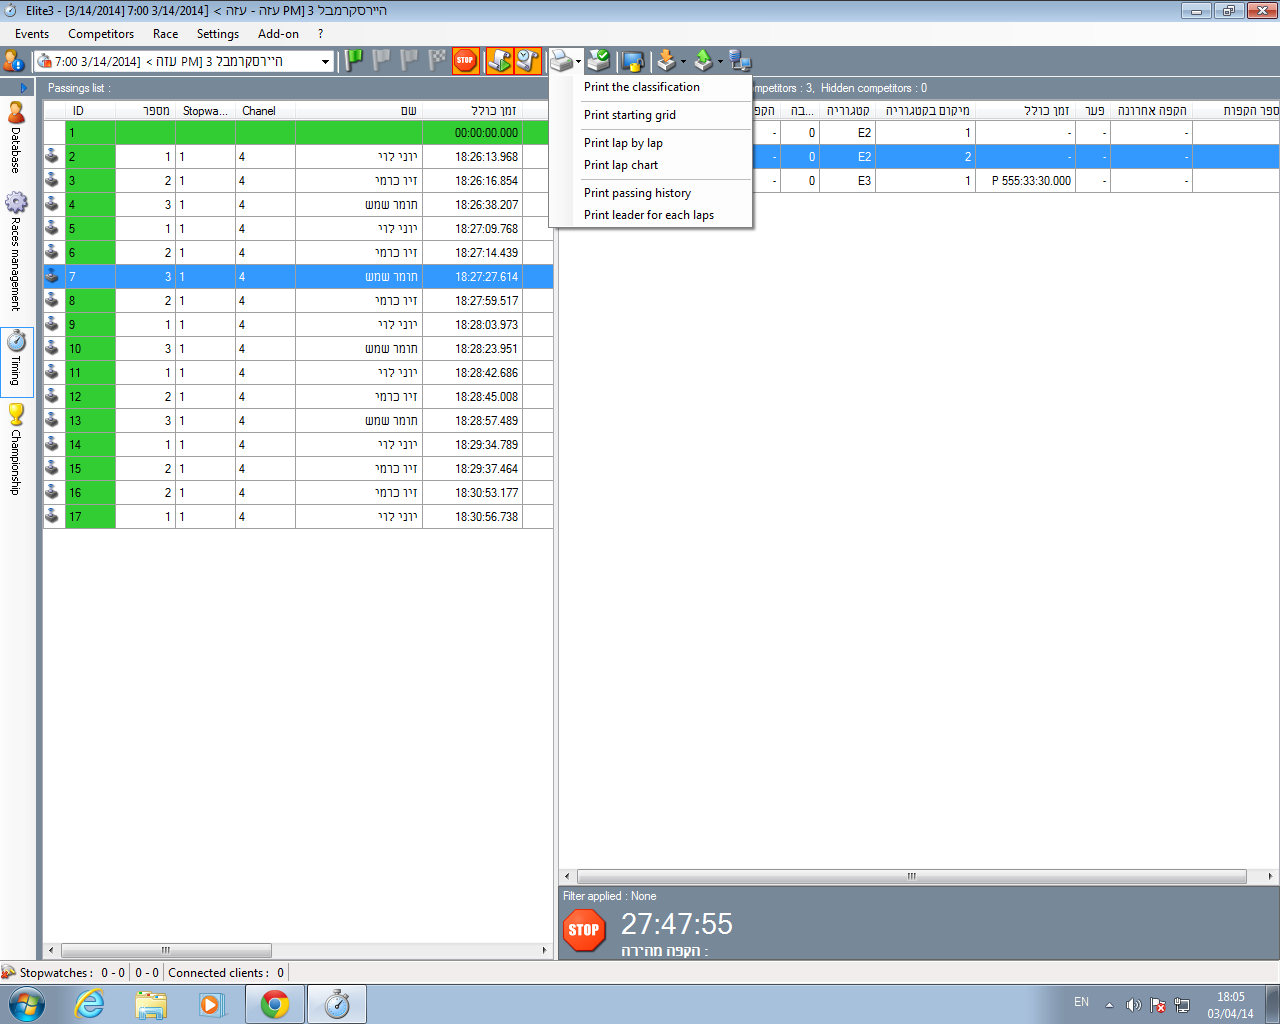 Elite3 - [3/14/2014] 7:00 3/14/2014] < עזה - עזה PM] 3 היירסקרמבל
Events Competitors Race Settings Add-on ?
7:00 3/14/2014] < עזה PM] 3 היירסקרמבל
Passings list :
mpetitors : 3, Hidden competitors : 0
ID מספר Stopwa... Chanel שם זמן כולל
1 00:00:00.000
2 1 1 4 יוני לוי 18:26:13.968
3 2 1 4 זיו כרמי 18:26:16.854
4 3 1 4 תומר שמש 18:26:38.207
5 1 1 4 יוני לוי 18:27:09.768
6 2 1 4 זיו כרמי 18:27:14.439
7 3 1 4 תומר שמש 18:27:27.614
8 2 1 4 זיו כרמי 18:27:59.517
9 1 1 4 יוני לוי 18:28:03.973
10 3 1 4 תומר שמש 18:28:23.951
11 1 1 4 יוני לוי 18:28:42.686
12 2 1 4 זיו כרמי 18:28:45.008
13 3 1 4 תומר שמש 18:28:57.489
14 1 1 4 יוני לוי 18:29:34.789
15 2 1 4 זיו כרמי 18:29:37.464
16 2 1 4 זיו כרמי 18:30:53.177
17 1 1 4 יוני לוי 18:30:56.738
Print the classification
Print starting grid
Print lap by lap
Print lap chart
Print passing history
Print leader for each laps
הקפ בה... קטגוריה מיקום בקטגוריה זמן כולל פער הקפה אחרונה ספר הקפות
- 0 E2 1 - - -
- 0 E2 2 - - -
0 E3 1 P 555:33:30.000 - -
Database
Races management
Timing
Championship
Filter applied : None
STOP 27:47:55
הקפה מהירה :
Stopwatches : 0 - 0 0 - 0 Connected clients : 0
EN 18:05
03/04/14